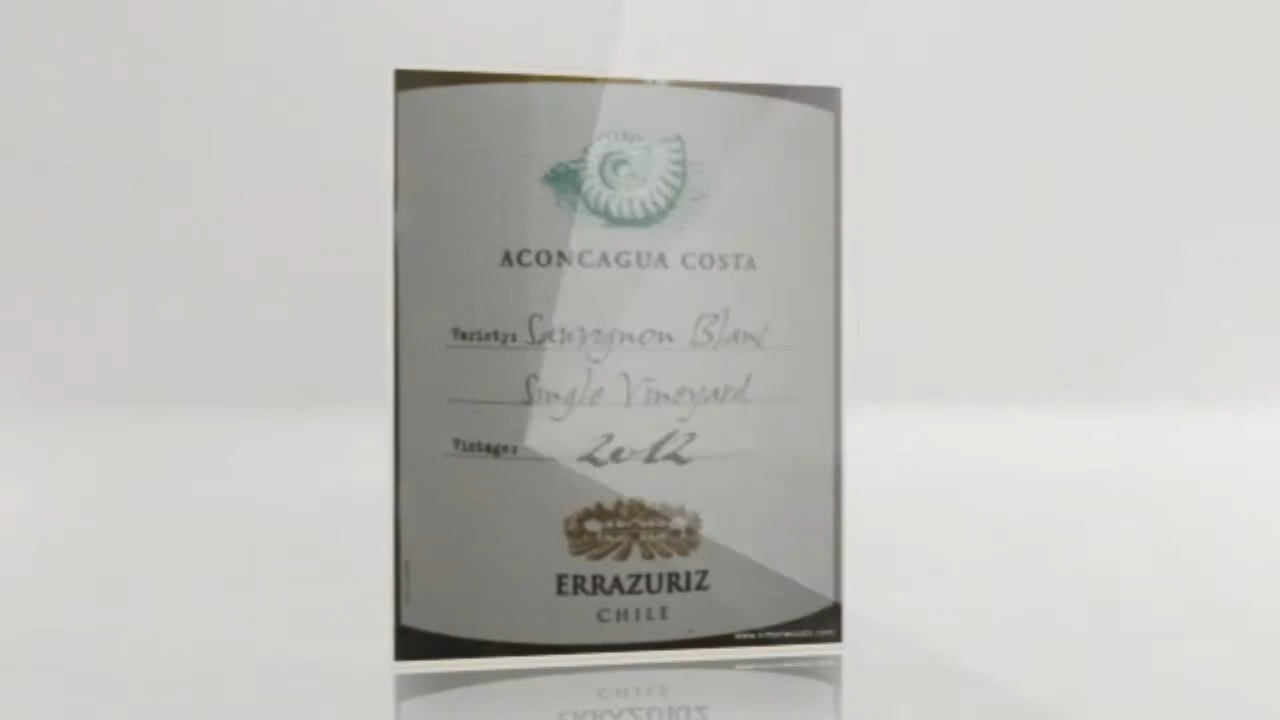 ACONCAGUA COSTA
Variety: Sauvignon Blanc
Single Vineyard
Vintage: 2012
ERRAZURIZ
CHILE